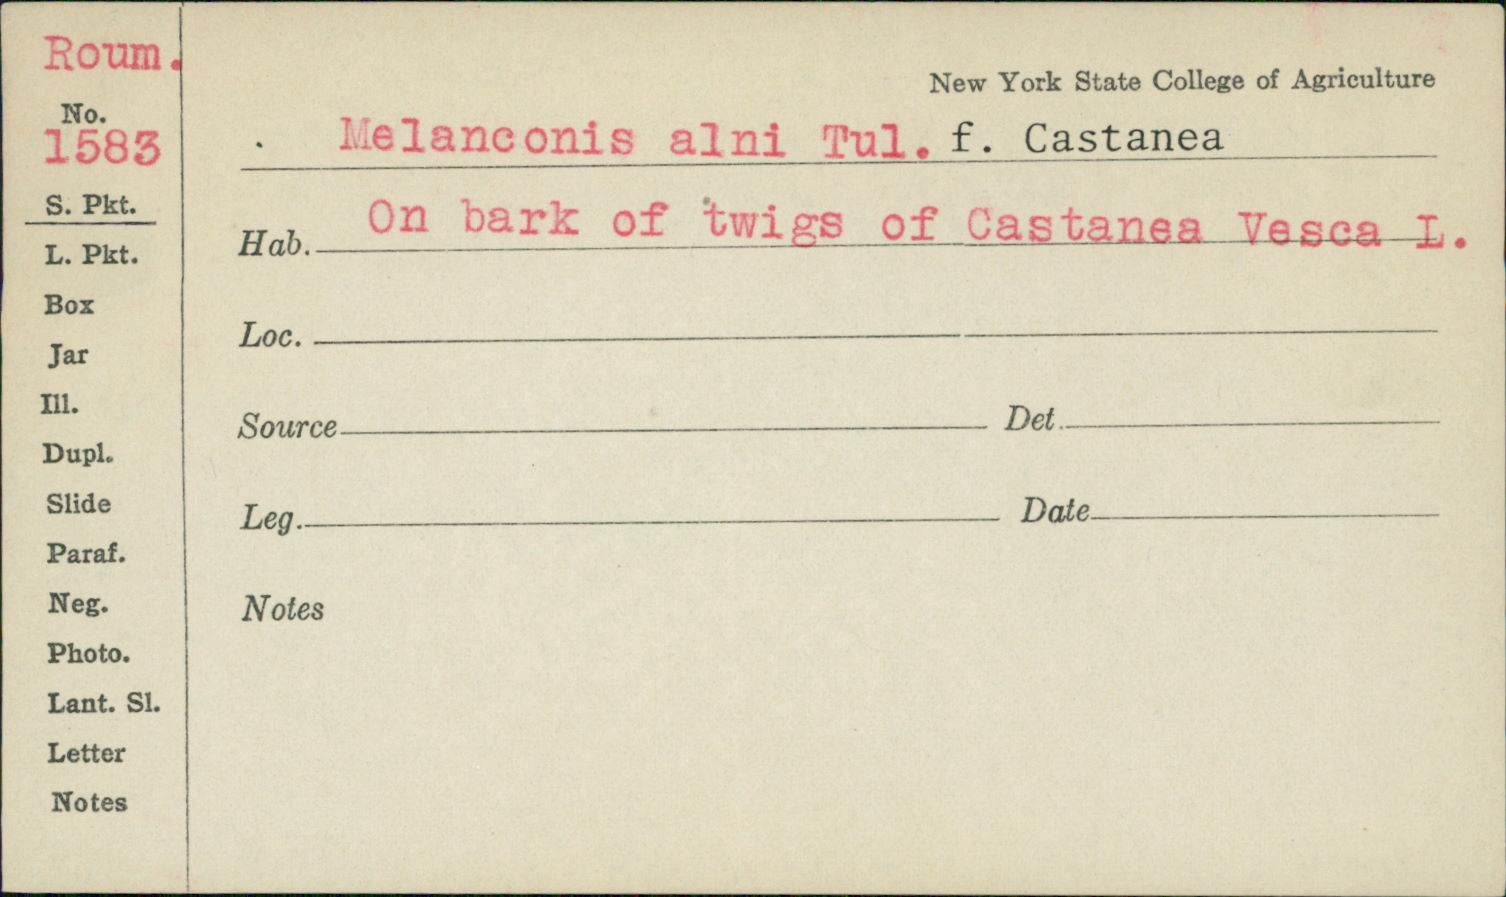 Roum.
No.
1583
S. Pkt.
L. Pkt.
Box
Jar
Ill.
Dupl.
Slide
Paraf.
Neg.
Photo.
Lant. Sl.
Letter
Notes
New York State College of Agriculture
Melanconis alni Tul. f. Castanea
Hab. On bark of twigs of Castanea Vesca L.
Loc.
Source Det.
Leg. Date
Notes